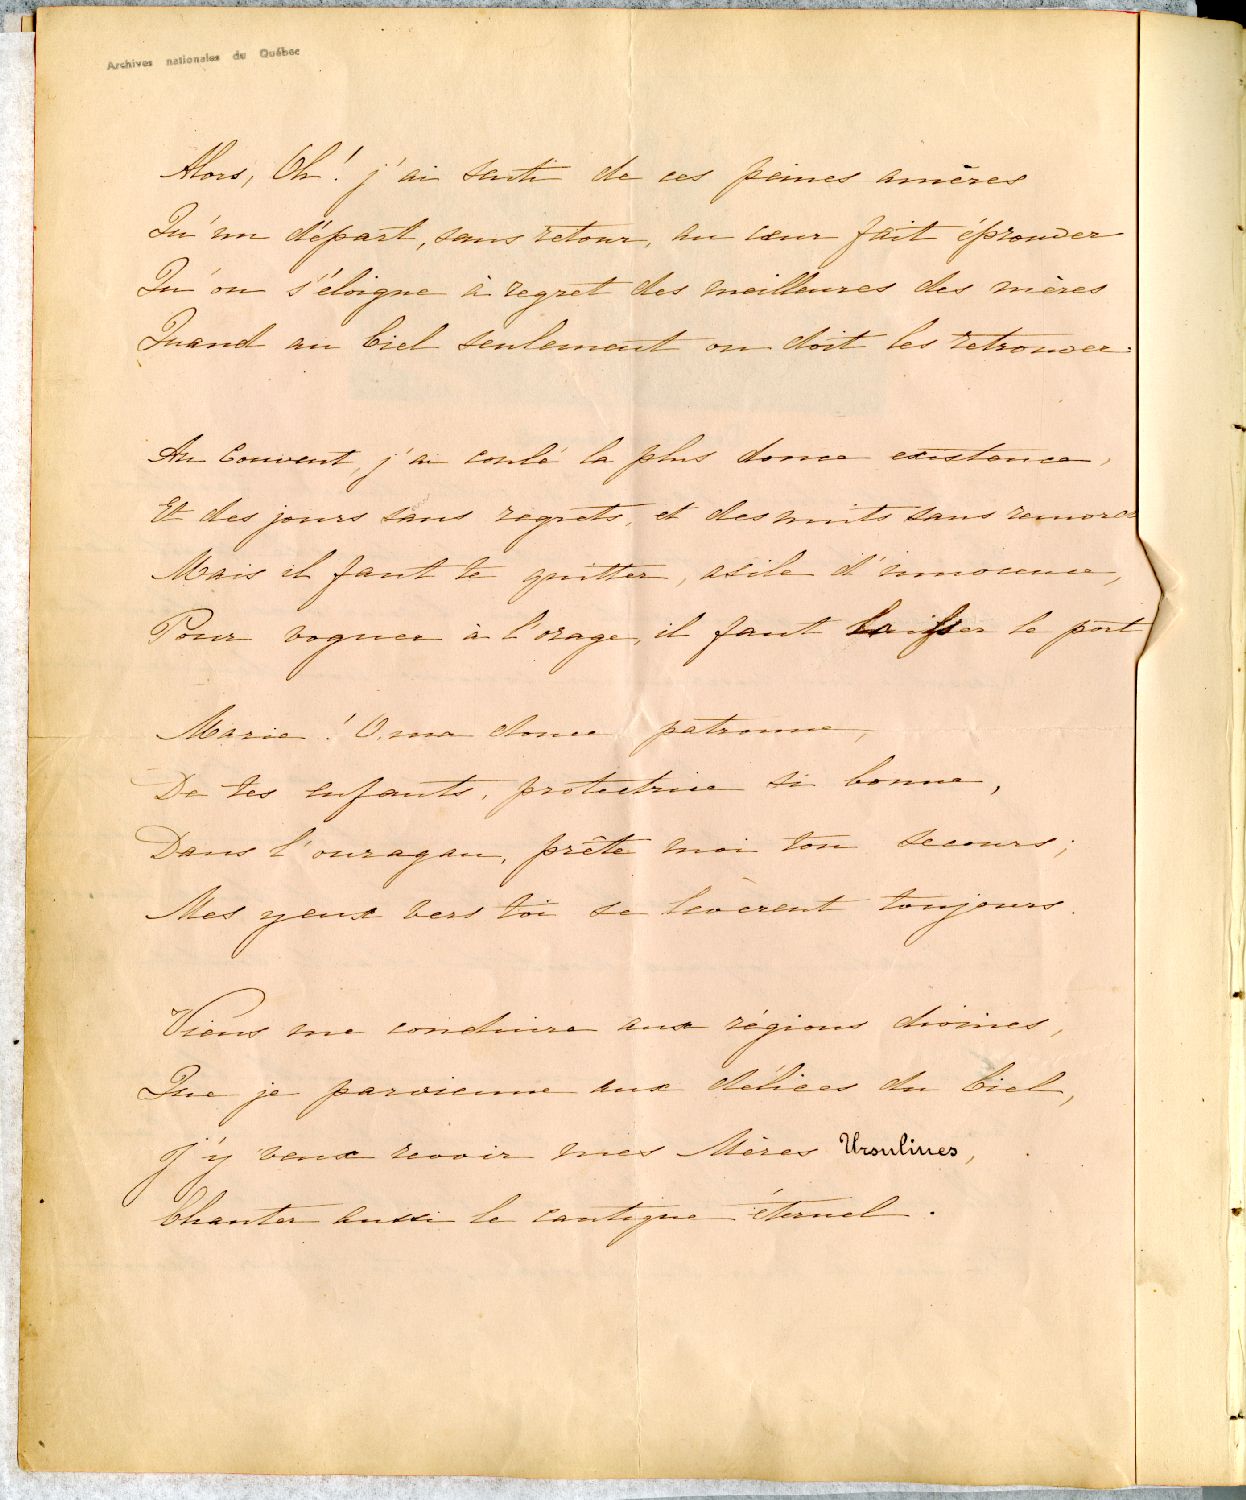 Archives nationales du Québec
Alors, Oh! j'ai senti de ces peines amères
Qu'un départ, sans retour, au cœur fait éprouver
Qu'on s'éloigne à regret des meilleures des mères
Quand au Ciel seulement on doit les retrouver.
Au Couvent, j'ai coulé la plus douce existence,
Et des jours sans regrets, et des nuits sans remords
Mais il faut te quitter, asile d'innocence,
Pour voguer à l'orage, il faut laisser le port
Marie! O, ma douce patronne,
De tes enfants, protectrice si bonne,
Dans l'ouragan, prête moi ton secours;
Mes yeux vers toi se lèverent toujours.
Viens me conduire aux régions divines,
Que je parvienne aux délices du Ciel,
J'y veux revoir mes Mères Ursulines,
Chanter aussi le cantique éternel.